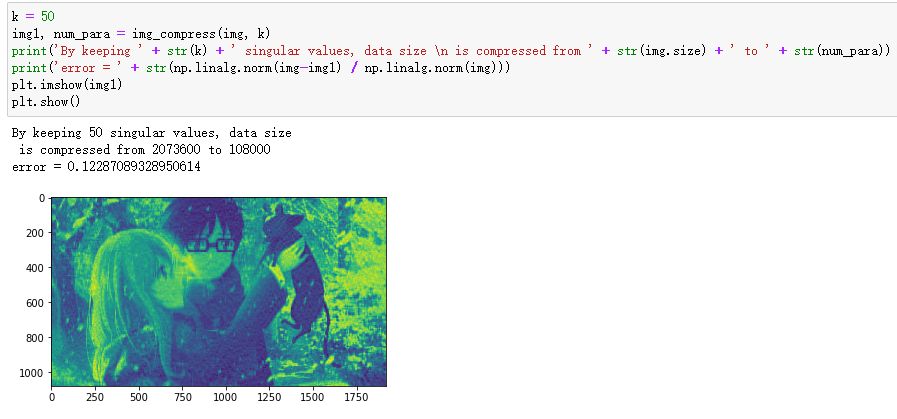 k = 50
img1, num_para = img_compress(img, k)
print('By keeping ' + str(k) + ' singular values, data size \n is compressed from ' + str(img.size) + ' to ' + str(num_para))
print('error = ' + str(np.linalg.norm(img-img1) / np.linalg.norm(img)))
plt.imshow(img1)
plt.show()
By keeping 50 singular values, data size
 is compressed from 2073600 to 108000
error = 0.12287089328950614
0
200
400
600
800
1000
0 250 500 750 1000 1250 1500 1750